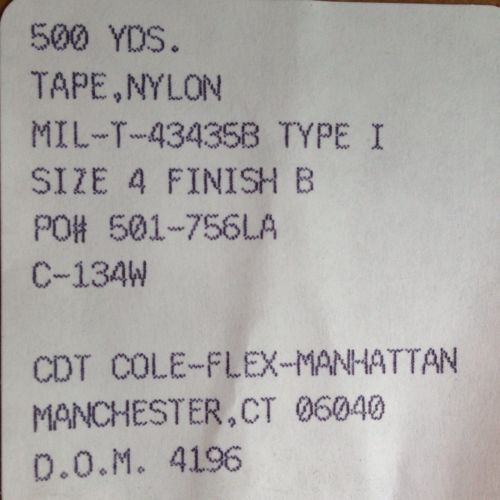 500 YDS.
TAPE,NYLON
MIL-T-43435B TYPE I
SIZE 4 FINISH B
PO# 501-756LA
C-134W
CDT COLE-FLEX-MANHATTAN
MANCHESTER,CT 06040
D.O.M. 4196